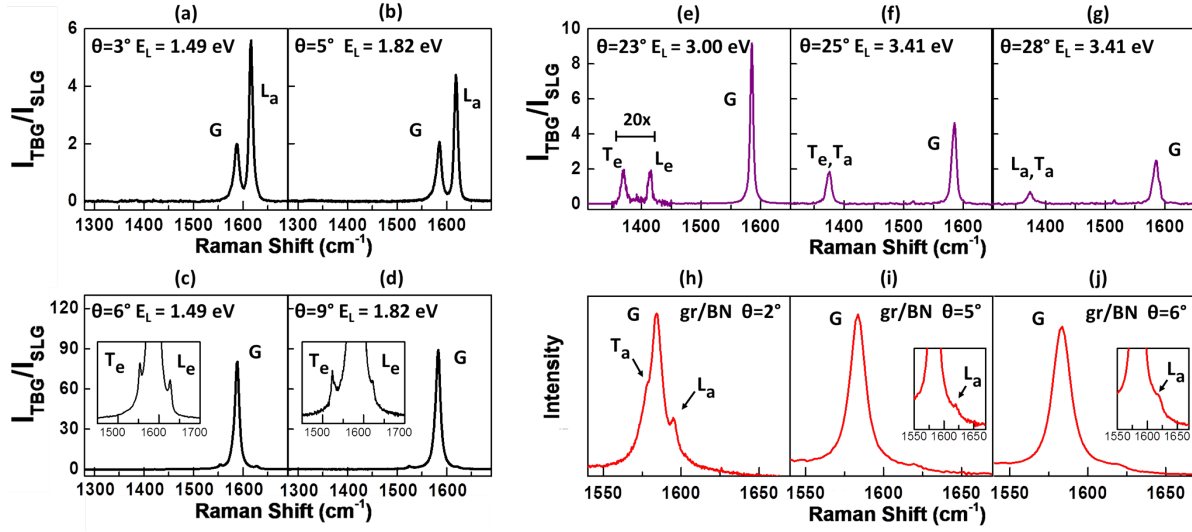 (a)
(b)
I_TBG/I_SLG
6
4
2
0
θ=3° E_L = 1.49 eV
G
L_a
θ=5° E_L = 1.82 eV
G
L_a
1300 1400 1500 1600
1300 1400 1500 1600
Raman Shift (cm⁻¹)
(c)
(d)
I_TBG/I_SLG
120
90
60
30
0
θ=6° E_L = 1.49 eV
T_e
L_e
1500 1600 1700
G
θ=9° E_L = 1.82 eV
T_e
L_e
1500 1600 1700
G
1300 1400 1500 1600
1300 1400 1500 1600
Raman Shift (cm⁻¹)
(e)
(f)
(g)
I_TBG/I_SLG
10
8
6
4
2
0
θ=23° E_L = 3.00 eV
G
20x
T_e
L_e
θ=25° E_L = 3.41 eV
G
T_e,T_a
θ=28° E_L = 3.41 eV
G
L_a,T_a
1400 1500 1600
1400 1500 1600
1400 1500 1600
Raman Shift (cm⁻¹)
(h)
(i)
(j)
Intensity
G gr/BN θ=2°
T_a
L_a
G gr/BN θ=5°
L_a
1550 1600 1650
G gr/BN θ=6°
L_a
1550 1600 1650
1550 1600 1650
1550 1600 1650
1550 1600 1650
Raman Shift (cm⁻¹)